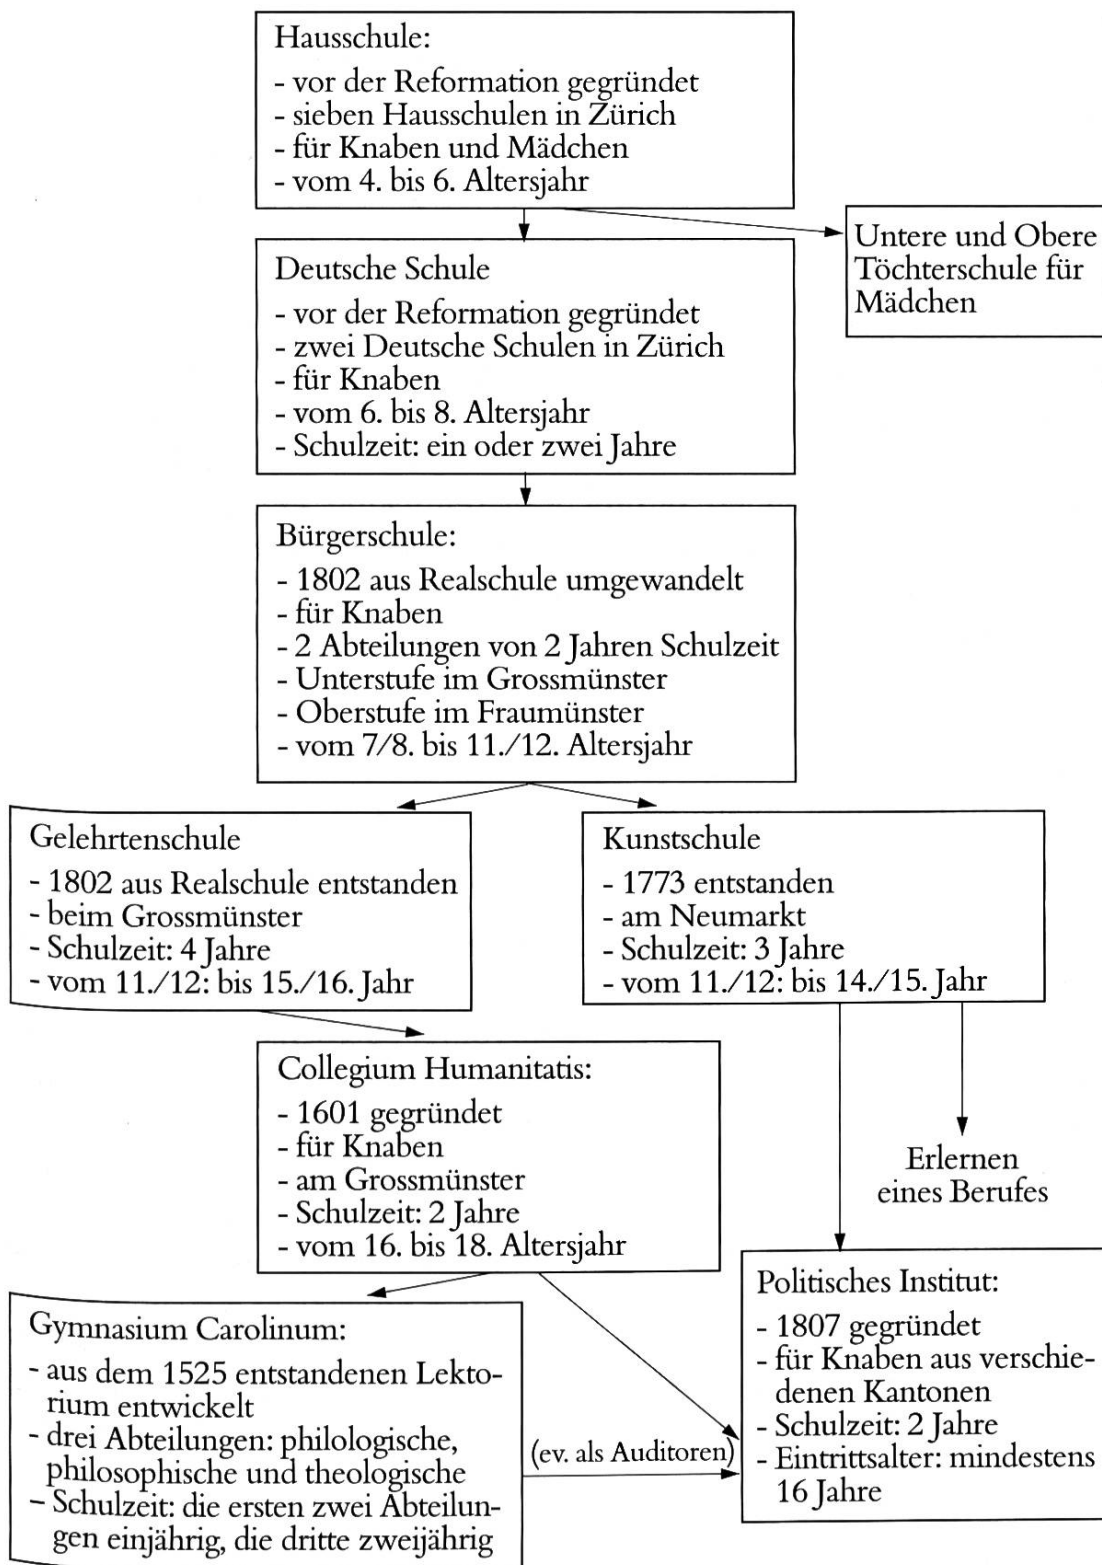 Hausschule:
- vor der Reformation gegründet
- sieben Hausschulen in Zürich
- für Knaben und Mädchen
- vom 4. bis 6. Altersjahr
Untere und Obere
Töchterschule für
Mädchen
Deutsche Schule
- vor der Reformation gegründet
- zwei Deutsche Schulen in Zürich
- für Knaben
- vom 6. bis 8. Altersjahr
- Schulzeit: ein oder zwei Jahre
Bürgerschule:
- 1802 aus Realschule umgewandelt
- für Knaben
- 2 Abteilungen von 2 Jahren Schulzeit
- Unterstufe im Grossmünster
- Oberstufe im Fraumünster
- vom 7/8. bis 11./12. Altersjahr
Gelehrtenschule
- 1802 aus Realschule entstanden
- beim Grossmünster
- Schulzeit: 4 Jahre
- vom 11./12: bis 15./16. Jahr
Kunstschule
- 1773 entstanden
- am Neumarkt
- Schulzeit: 3 Jahre
- vom 11./12: bis 14./15. Jahr
Collegium Humanitatis:
- 1601 gegründet
- für Knaben
- am Grossmünster
- Schulzeit: 2 Jahre
- vom 16. bis 18. Altersjahr
Erlernen
eines Berufes
Gymnasium Carolinum:
- aus dem 1525 entstandenen Lekto-
rium entwickelt
- drei Abteilungen: philologische,
philosophische und theologische
- Schulzeit: die ersten zwei Abteilun-
gen einjährig, die dritte zweijährig
(ev. als Auditoren)
Politisches Institut:
- 1807 gegründet
- für Knaben aus verschie-
denen Kantonen
- Schulzeit: 2 Jahre
- Eintrittsalter: mindestens
16 Jahre